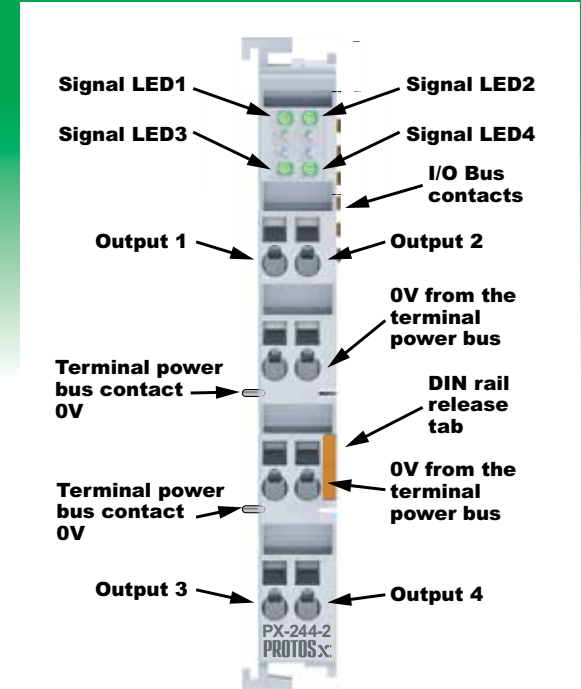 Signal LED1
Signal LED2
Signal LED3
Signal LED4
I/O Bus
contacts
Output 1
Output 2
0V from the
terminal
power bus
Terminal power
bus contact
0V
DIN rail
release
tab
0V from the
terminal
power bus
Terminal power
bus contact
0V
Output 3
Output 4
PX-244-2
PROTOSX